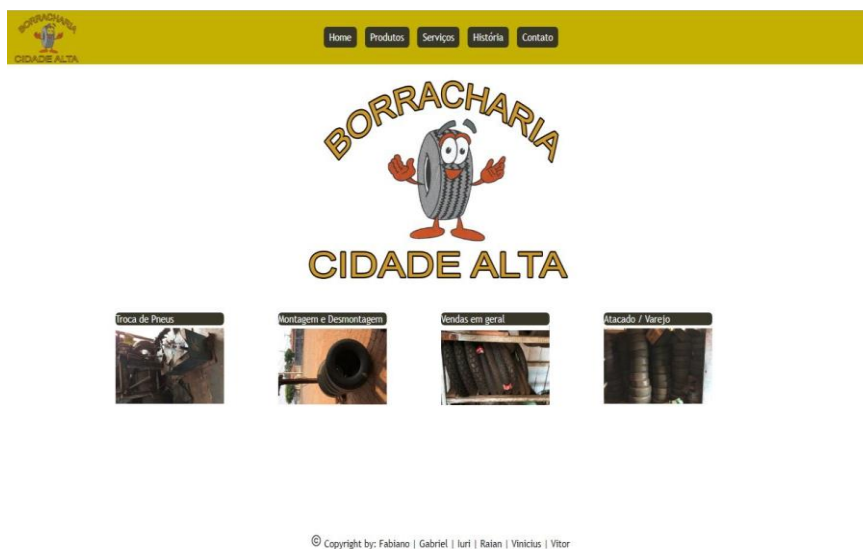 BORRACHARIA
CIDADE ALTA
Home Produtos Serviços História Contato
BORRACHARIA
CIDADE ALTA
Troca de Pneus Montagem e Desmontagem Vendas em geral Atacado / Varejo
© Copyright by: Fabiano | Gabriel | Iuri | Raian | Vinicius | Vitor